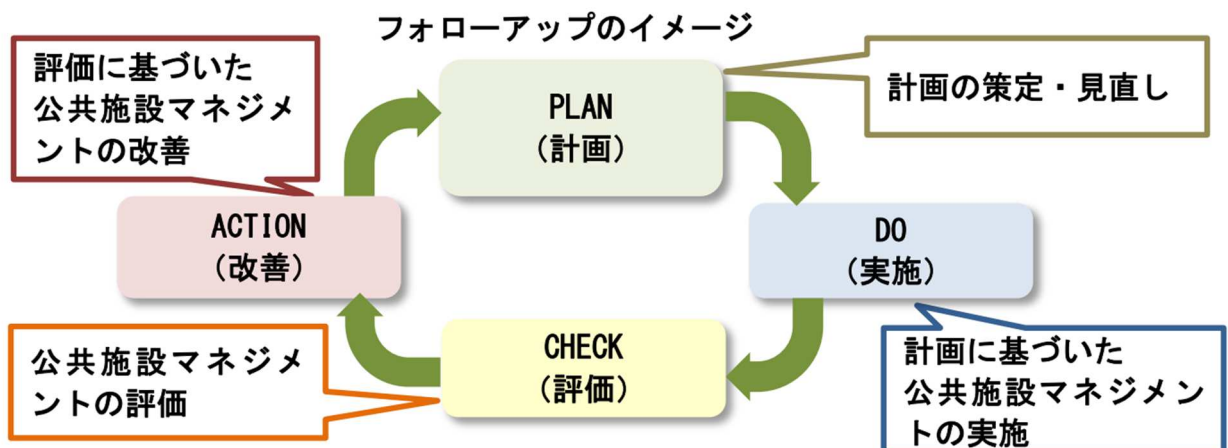 フォローアップのイメージ
評価に基づいた
公共施設マネジメ
ントの改善
PLAN
(計画)
計画の策定・見直し
ACTION
(改善)
DO
(実施)
公共施設マネジメ
ントの評価
CHECK
(評価)
計画に基づいた
公共施設マネジメン
トの実施